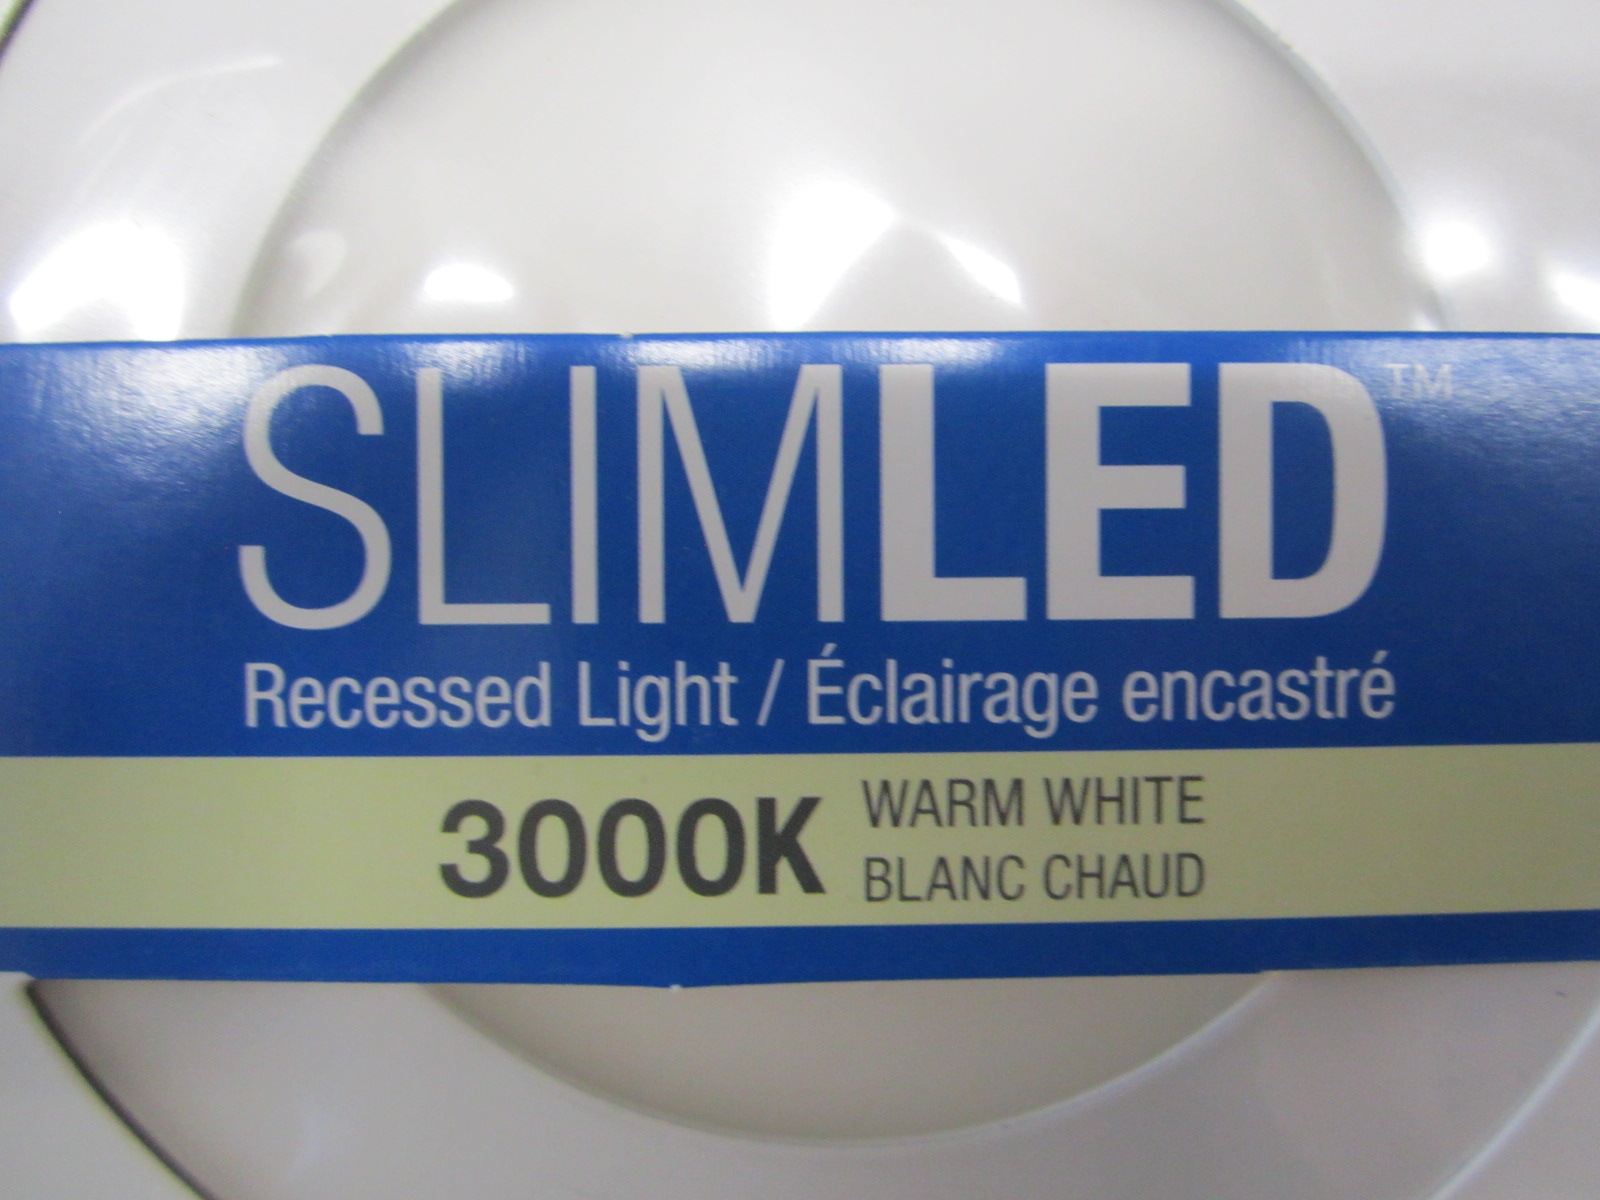 SLIMLED™
Recessed Light / Éclairage encastré
3000K WARM WHITE
BLANC CHAUD